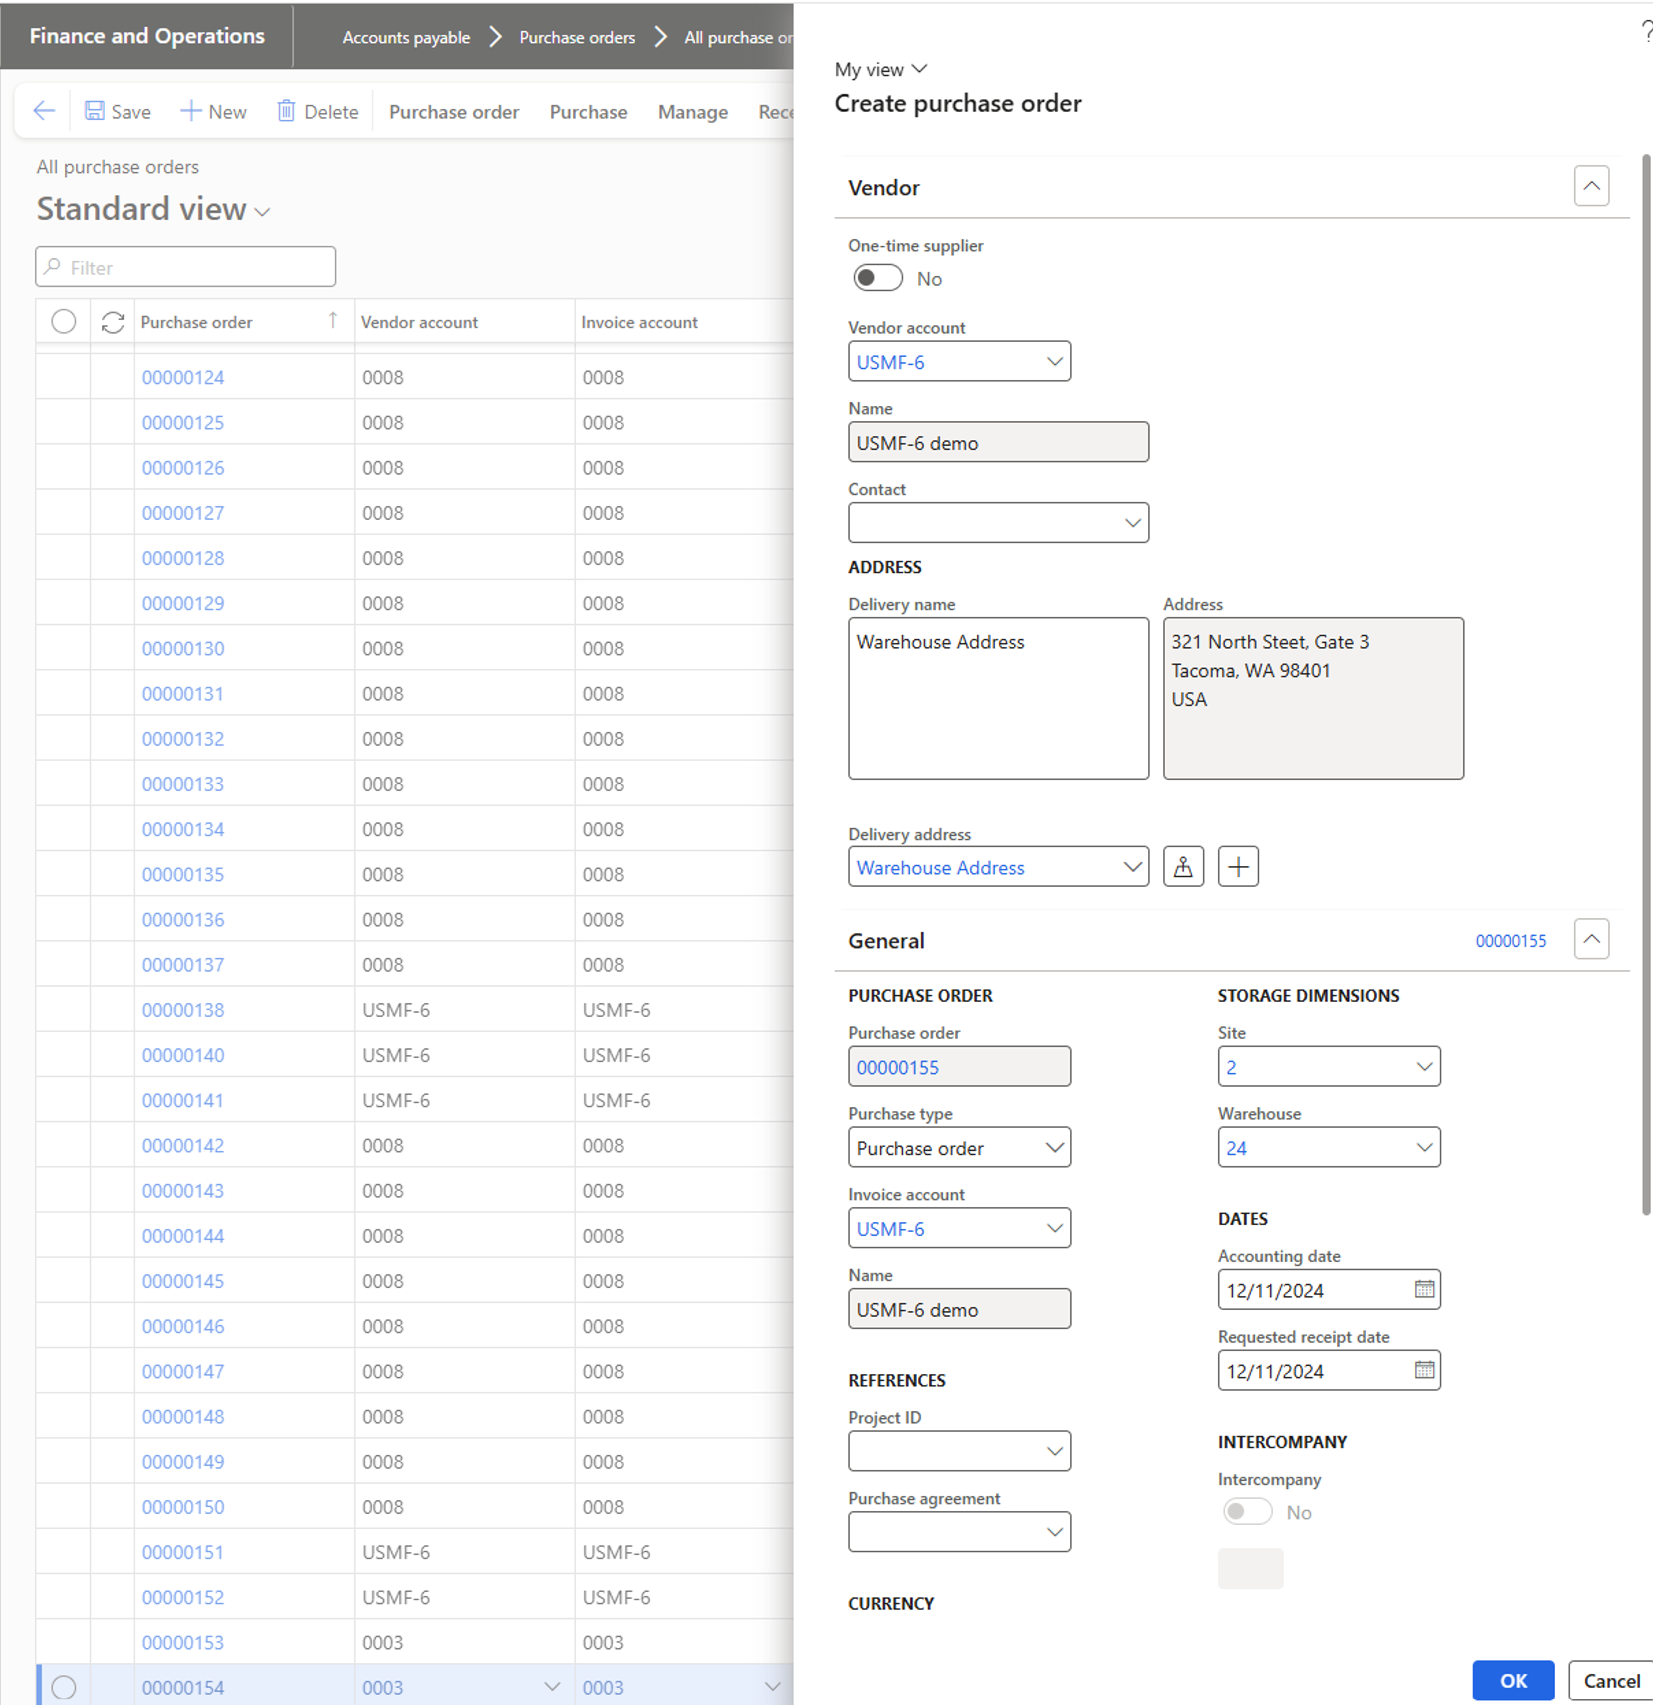 Finance and Operations
Accounts payable > Purchase orders > All purchase or
Save New Delete Purchase order Purchase Manage Rece
All purchase orders
Standard view
Filter
Purchase order ↑ Vendor account Invoice account
00000124 0008 0008
00000125 0008 0008
00000126 0008 0008
00000127 0008 0008
00000128 0008 0008
00000129 0008 0008
00000130 0008 0008
00000131 0008 0008
00000132 0008 0008
00000133 0008 0008
00000134 0008 0008
00000135 0008 0008
00000136 0008 0008
00000137 0008 0008
00000138 USMF-6 USMF-6
00000140 USMF-6 USMF-6
00000141 USMF-6 USMF-6
00000142 0008 0008
00000143 0008 0008
00000144 0008 0008
00000145 0008 0008
00000146 0008 0008
00000147 0008 0008
00000148 0008 0008
00000149 0008 0008
00000150 0008 0008
00000151 USMF-6 USMF-6
00000152 USMF-6 USMF-6
00000153 0003 0003
00000154 0003 0003
?
My view
Create purchase order
Vendor
One-time supplier
No
Vendor account
USMF-6
Name
USMF-6 demo
Contact
ADDRESS
Delivery name
Warehouse Address
Address
321 North Steet, Gate 3
Tacoma, WA 98401
USA
Delivery address
Warehouse Address
General 00000155
PURCHASE ORDER
Purchase order
00000155
Purchase type
Purchase order
Invoice account
USMF-6
Name
USMF-6 demo
REFERENCES
Project ID
Purchase agreement
CURRENCY
STORAGE DIMENSIONS
Site
2
Warehouse
24
DATES
Accounting date
12/11/2024
Requested receipt date
12/11/2024
INTERCOMPANY
Intercompany
No
OK Cancel